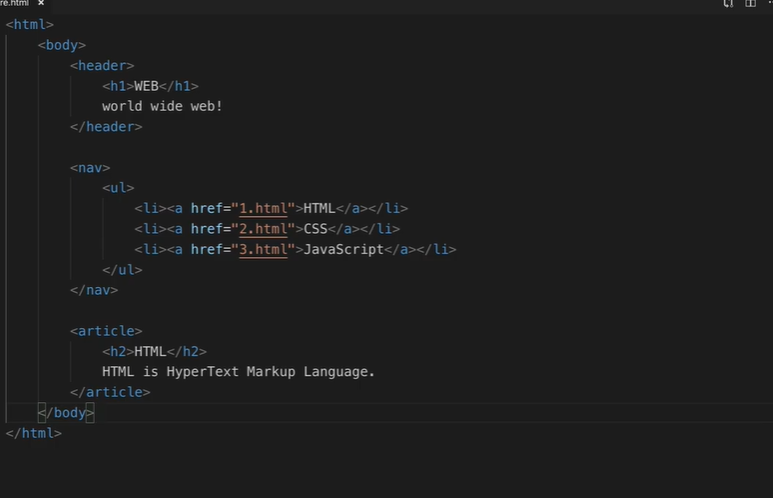 re.html ×
<html>
<body>
<header>
<h1>WEB</h1>
world wide web!
</header>
<nav>
<ul>
<li><a href="1.html">HTML</a></li>
<li><a href="2.html">CSS</a></li>
<li><a href="3.html">JavaScript</a></li>
</ul>
</nav>
<article>
<h2>HTML</h2>
HTML is HyperText Markup Language.
</article>
</body>
</html>